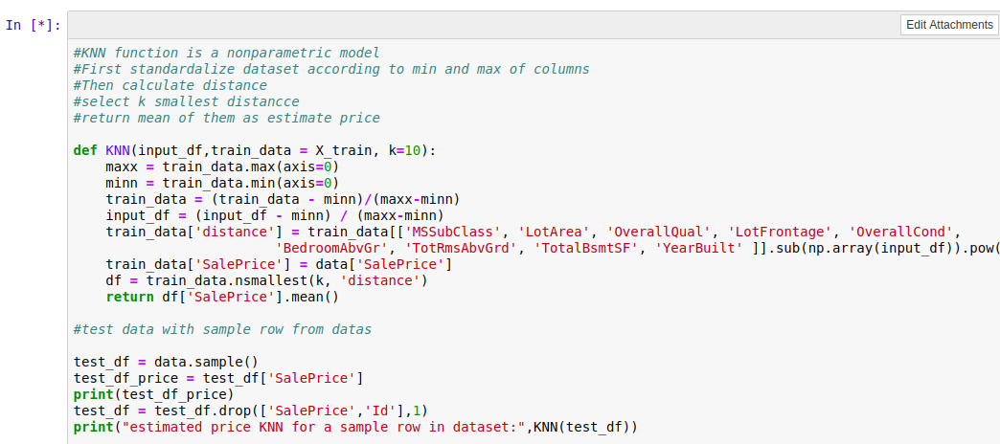 In [*]:
Edit Attachments
#KNN function is a nonparametric model
#First standardalize dataset according to min and max of columns
#Then calculate distance
#select k smallest distancce
#return mean of them as estimate price

def KNN(input_df,train_data = X_train, k=10):
    maxx = train_data.max(axis=0)
    minn = train_data.min(axis=0)
    train_data = (train_data - minn)/(maxx-minn)
    input_df = (input_df - minn) / (maxx-minn)
    train_data['distance'] = train_data[['MSSubClass', 'LotArea', 'OverallQual', 'LotFrontage', 'OverallCond',
                         'BedroomAbvGr', 'TotRmsAbvGrd', 'TotalBsmtSF', 'YearBuilt' ]].sub(np.array(input_df)).pow(
    train_data['SalePrice'] = data['SalePrice']
    df = train_data.nsmallest(k, 'distance')
    return df['SalePrice'].mean()

#test data with sample row from datas

test_df = data.sample()
test_df_price = test_df['SalePrice']
print(test_df_price)
test_df = test_df.drop(['SalePrice','Id'],1)
print("estimated price KNN for a sample row in dataset:",KNN(test_df))